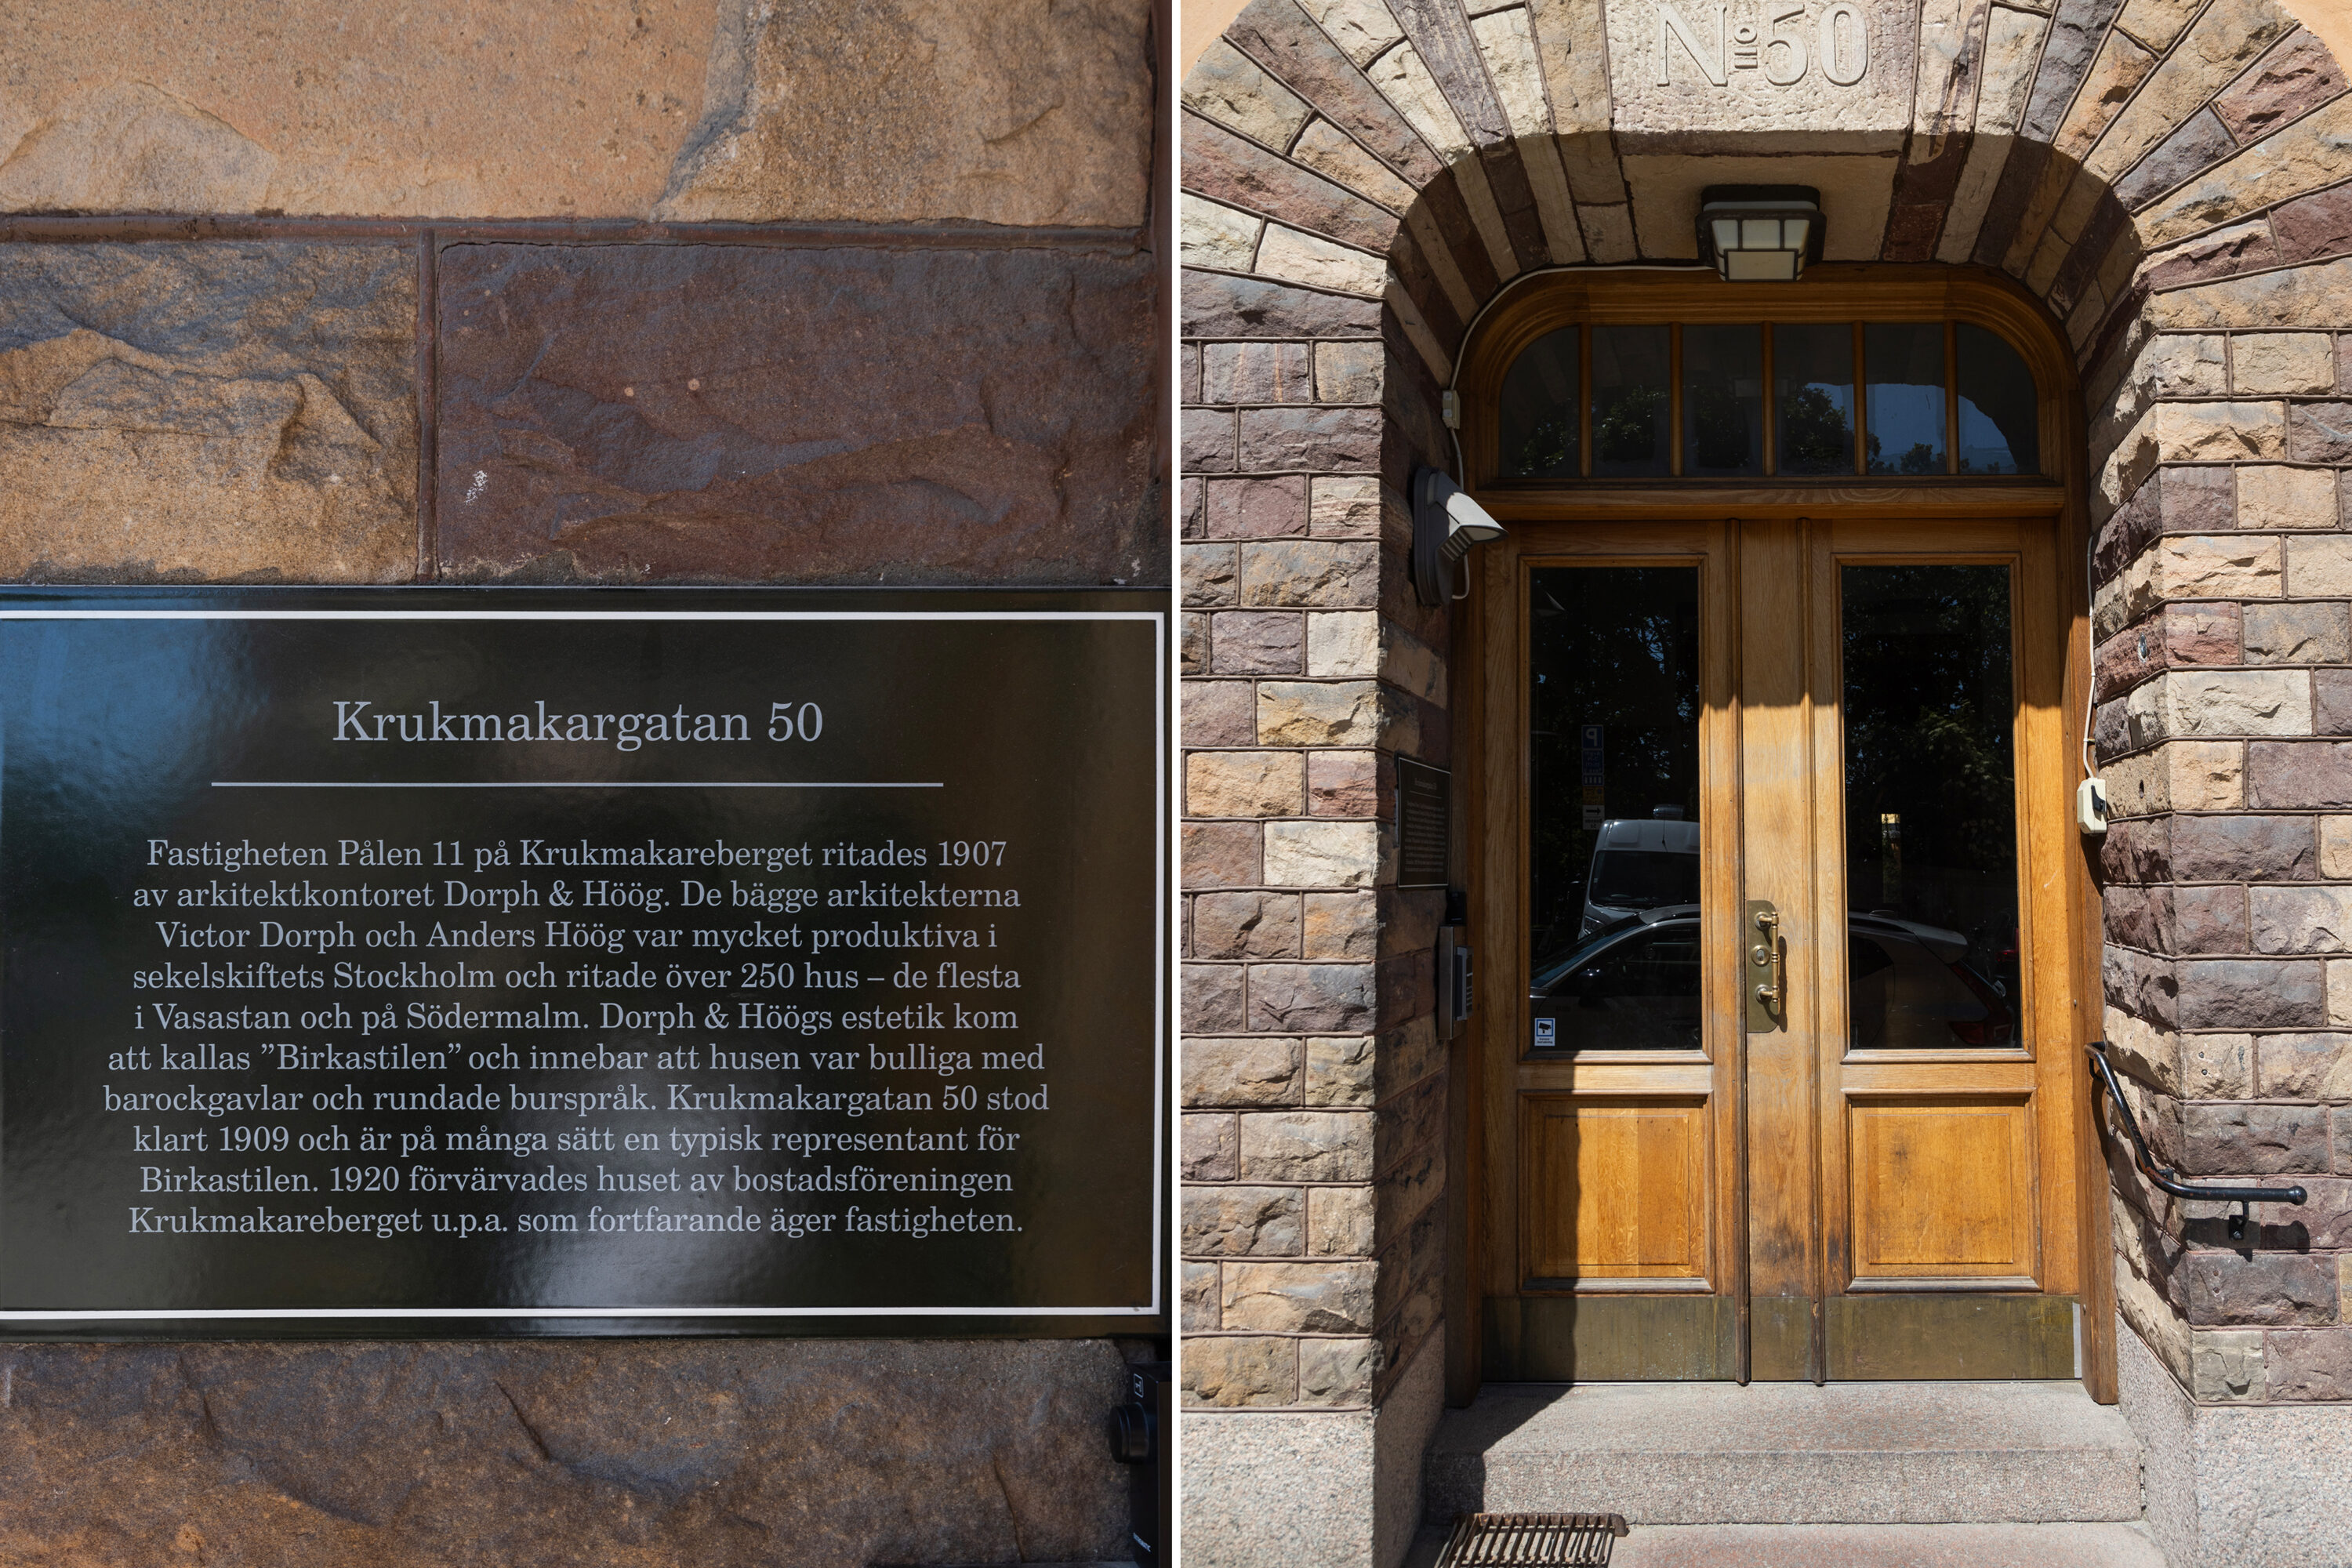 Krukmakargatan 50
Fastigheten Pålen 11 på Krukmakareberget ritades 1907
av arkitektkontoret Dorph & Höög. De bägge arkitekterna
Victor Dorph och Anders Höög var mycket produktiva i
sekelskiftets Stockholm och ritade över 250 hus – de flesta
i Vasastan och på Södermalm. Dorph & Höögs estetik kom
att kallas ”Birkastilen” och innebar att husen var bulliga med
barockgavlar och rundade burspråk. Krukmakargatan 50 stod
klart 1909 och är på många sätt en typisk representant för
Birkastilen. 1920 förvärvades huset av bostadsföreningen
Krukmakareberget u.p.a. som fortfarande äger fastigheten.
No 50